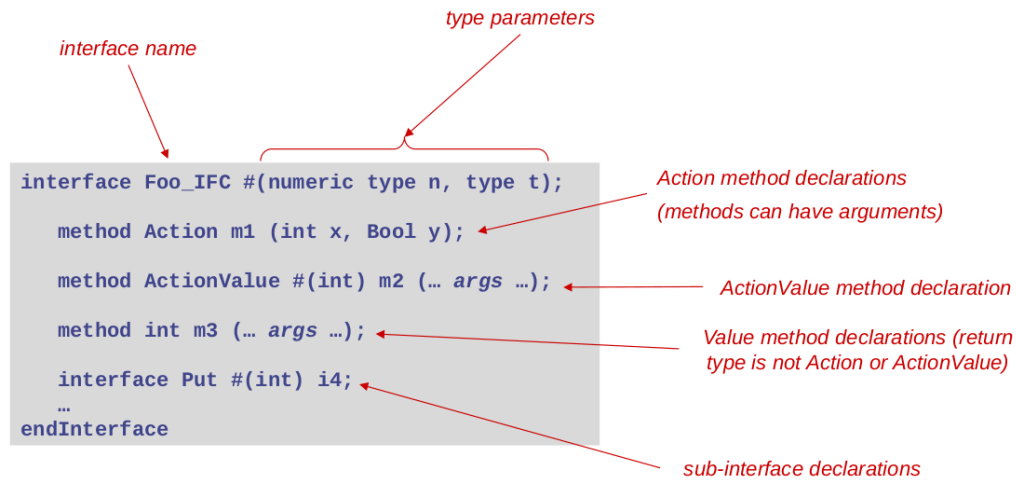 type parameters
interface name
interface Foo_IFC #(numeric type n, type t);
method Action m1 (int x, Bool y);
method ActionValue #(int) m2 (… args …);
method int m3 (… args …);
interface Put #(int) i4;
…
endInterface
Action method declarations
(methods can have arguments)
ActionValue method declaration
Value method declarations (return
type is not Action or ActionValue)
sub-interface declarations